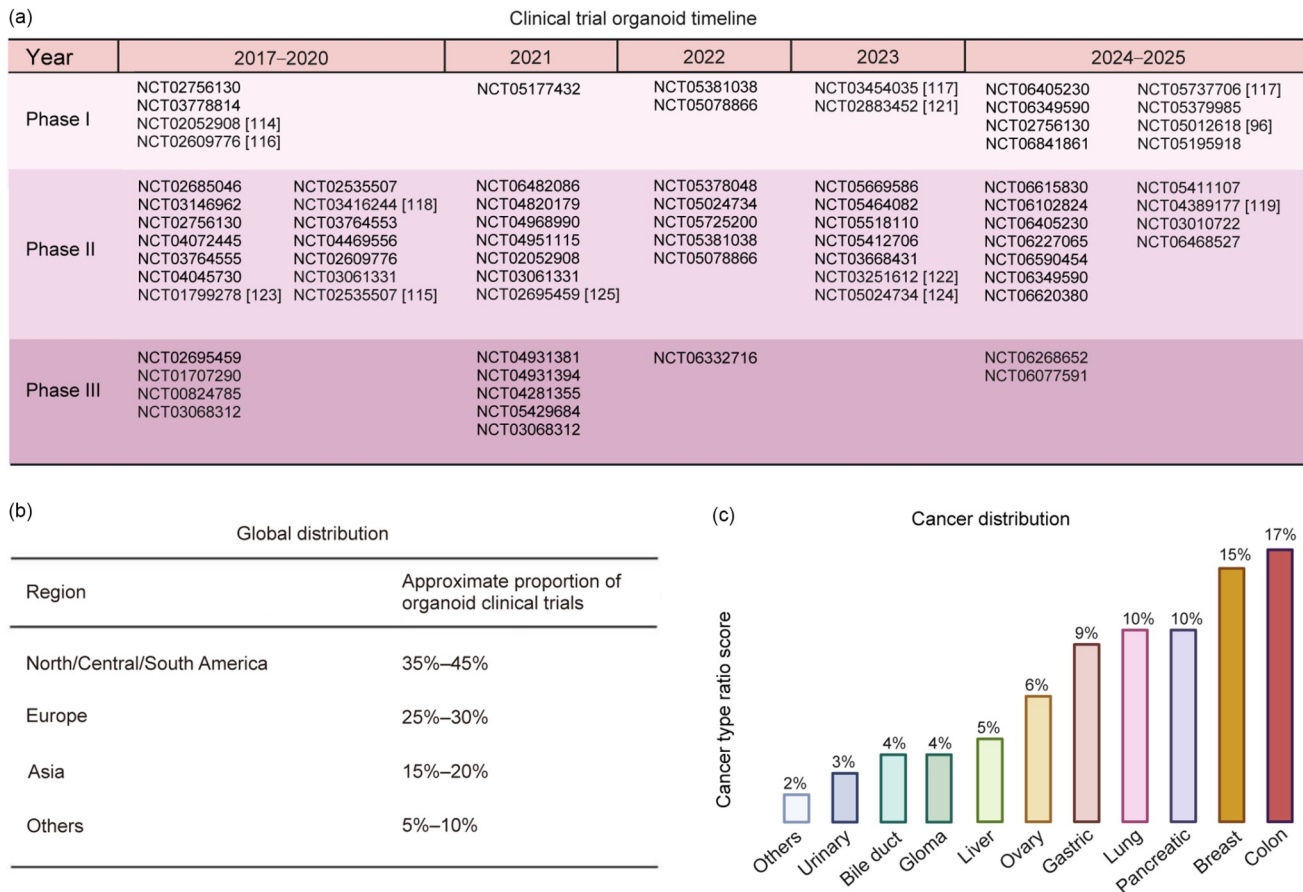 (a)
Clinical trial organoid timeline
Year 2017–2020 2021 2022 2023 2024–2025
Phase I
NCT02756130 NCT05177432 NCT05381038 NCT03454035 [117] NCT06405230 NCT05737706 [117]
NCT03778814 NCT05078866 NCT02883452 [121] NCT06349590 NCT05379985
NCT02052908 [114] NCT02756130 NCT05012618 [96]
NCT02609776 [116] NCT06841861 NCT05195918
Phase II
NCT02685046 NCT02535507 NCT06482086 NCT05378048 NCT05669586 NCT06615830 NCT05411107
NCT03146962 NCT03416244 [118] NCT04820179 NCT05024734 NCT05464082 NCT06102824 NCT04389177 [119]
NCT02756130 NCT03764553 NCT04968990 NCT05725200 NCT05518110 NCT06405230 NCT03010722
NCT04072445 NCT04469556 NCT04951115 NCT05381038 NCT05412706 NCT06227065 NCT06468527
NCT03764555 NCT02609776 NCT02052908 NCT05078866 NCT03668431 NCT06590454
NCT04045730 NCT03061331 NCT03061331 NCT03251612 [122] NCT06349590
NCT01799278 [123] NCT02535507 [115] NCT02695459 [125] NCT05024734 [124] NCT06620380
Phase III
NCT02695459 NCT04931381 NCT06332716 NCT06268652
NCT01707290 NCT04931394 NCT06077591
NCT00824785 NCT04281355
NCT03068312 NCT05429684
NCT03068312
(b)
Global distribution
Region Approximate proportion of
organoid clinical trials
North/Central/South America 35%–45%
Europe 25%–30%
Asia 15%–20%
Others 5%–10%
(c)
Cancer distribution
Cancer type ratio score
2% 3% 4% 4% 5% 6% 9% 10% 10% 15% 17%
Others Urinary Bile duct Gloma Liver Ovary Gastric Lung Pancreatic Breast Colon